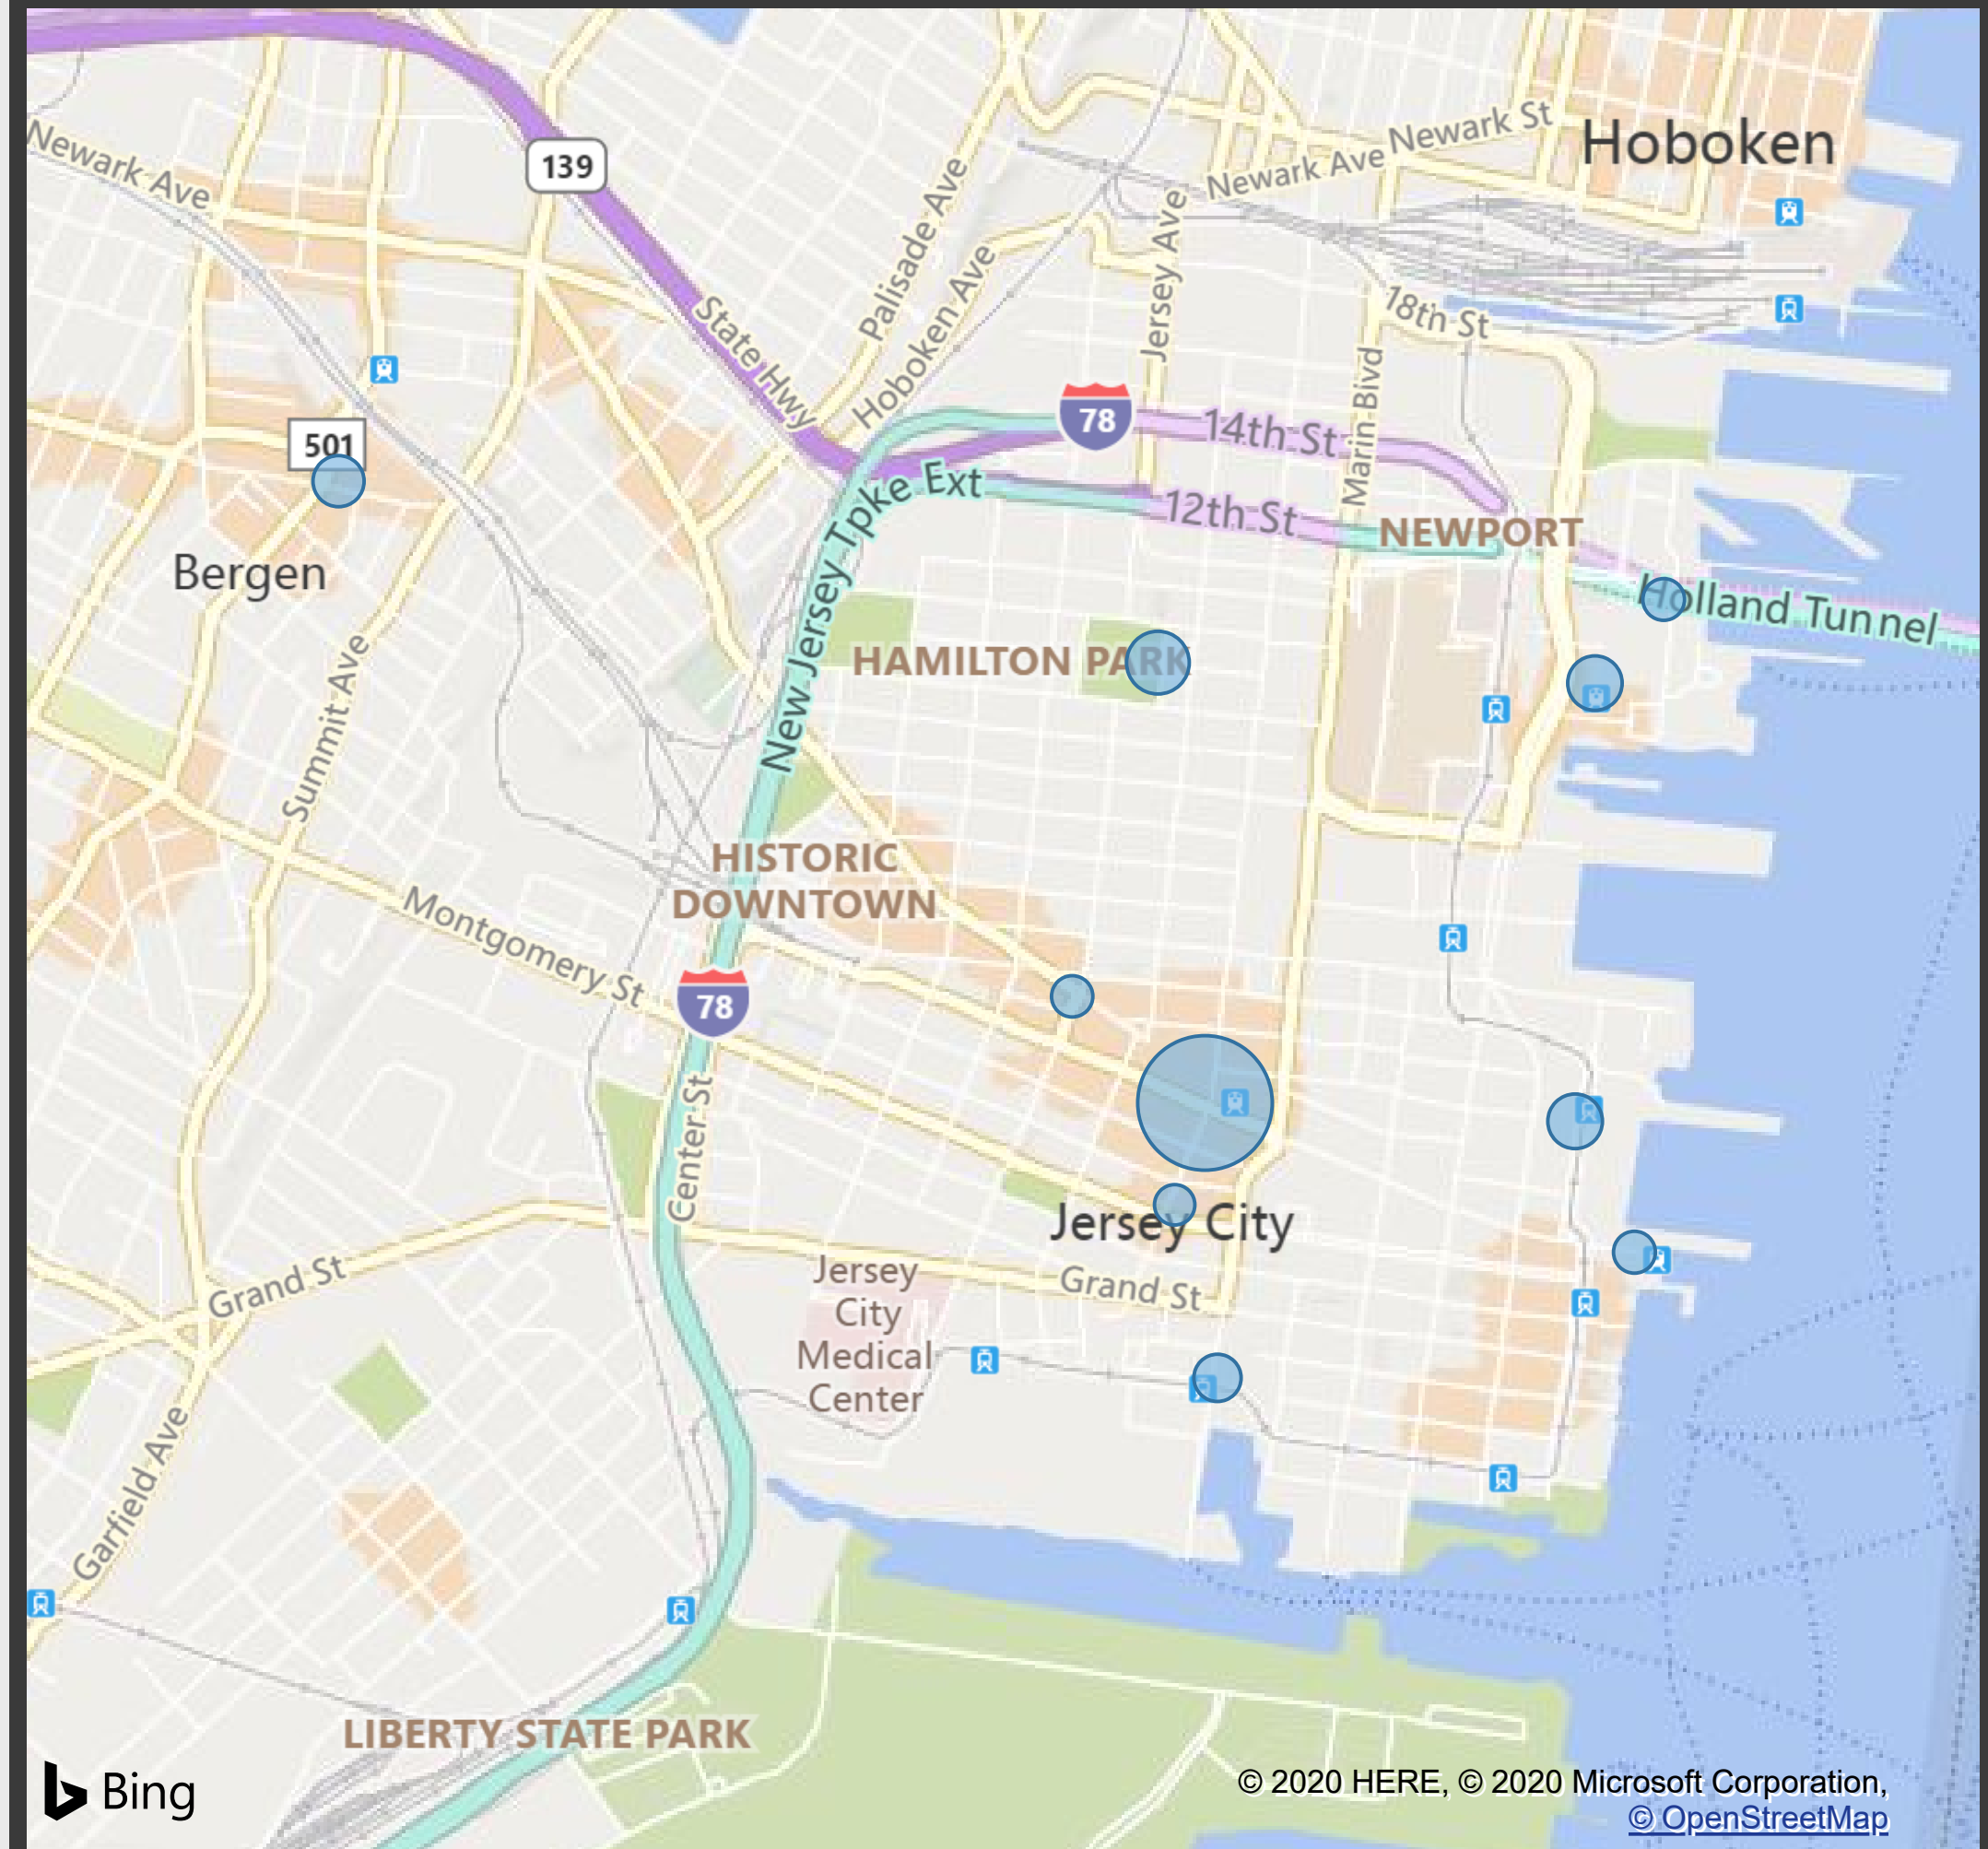 Newark St
Newark Ave
Hoboken
Newark Ave
139
Palisade Ave
Jersey Ave
Hoboken Ave
State Hwy
18th St
Marin Blvd
78
14th St
501
New Jersey Tpke Ext
12th St
NEWPORT
Bergen
Holland Tunnel
HAMILTON PARK
Summit Ave
HISTORIC
DOWNTOWN
Montgomery St
78
Center St
Jersey City
Grand St
Jersey
City
Medical
Center
Grand St
Garfield Ave
LIBERTY STATE PARK
Bing
© 2020 HERE, © 2020 Microsoft Corporation,
© OpenStreetMap